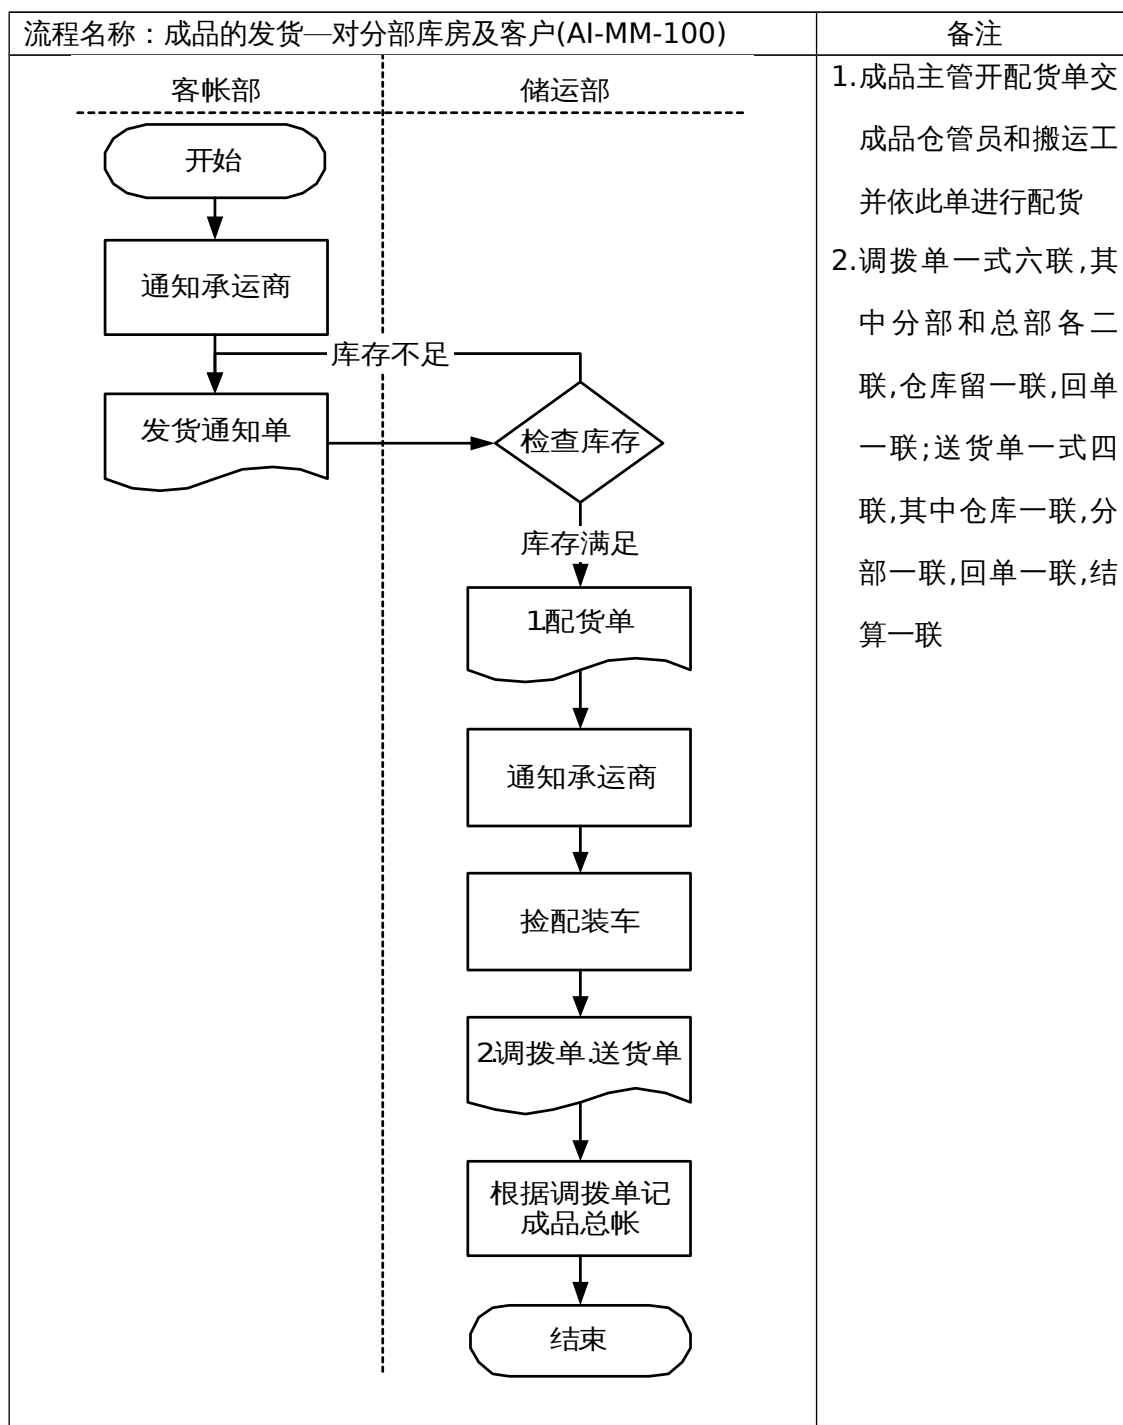 流程名称：成品的发货—对分部库房及客户(AI-MM-100)
备注
客帐部
储运部
开始
通知承运商
库存不足
发货通知单
检查库存
库存满足
1.配货单
通知承运商
捡配装车
2.调拨单.送货单
根据调拨单记
成品总帐
结束
1.成品主管开配货单交
成品仓管员和搬运工
并依此单进行配货
2.调拨单一式六联,其
中分部和总部各二
联,仓库留一联,回单
一联;送货单一式四
联,其中仓库一联,分
部一联,回单一联,结
算一联